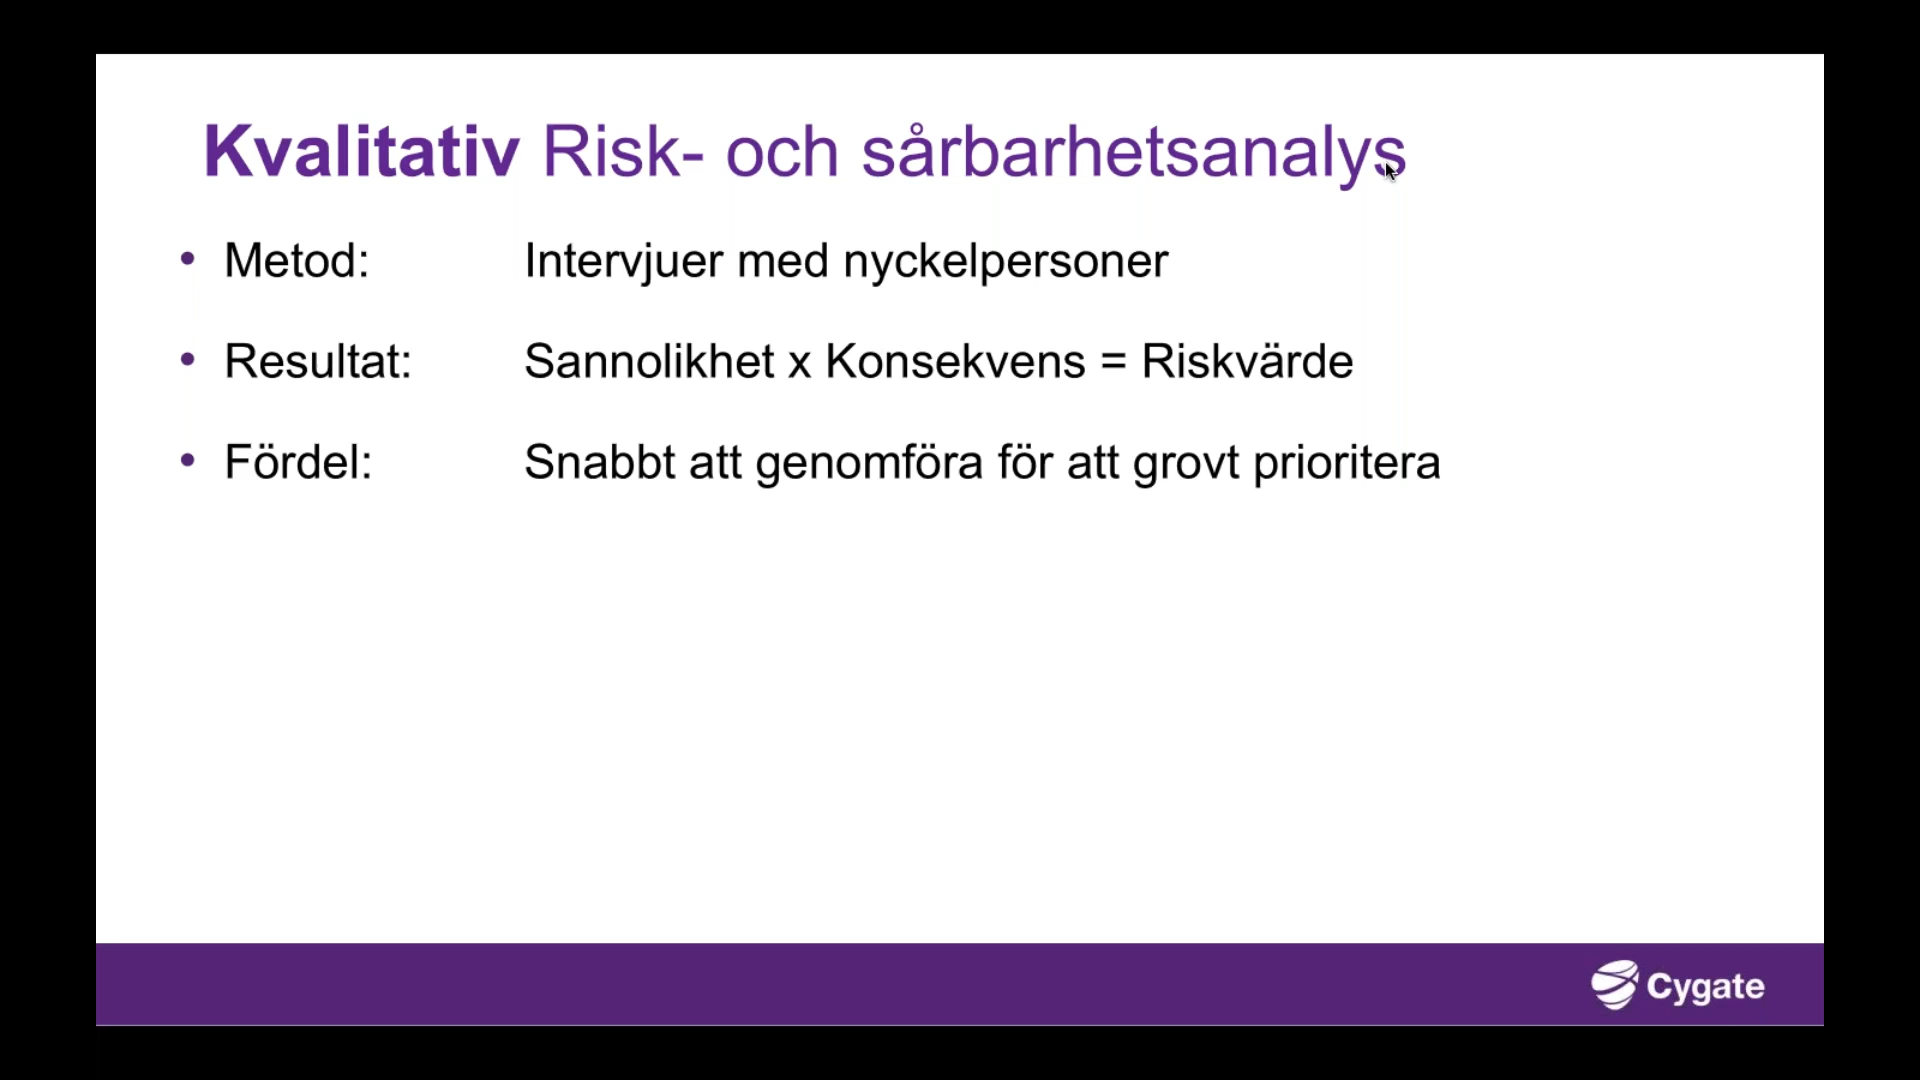 Kvalitativ Risk- och sårbarhetsanalys
• Metod: Intervjuer med nyckelpersoner
• Resultat: Sannolikhet x Konsekvens = Riskvärde
• Fördel: Snabbt att genomföra för att grovt prioritera
Cygate